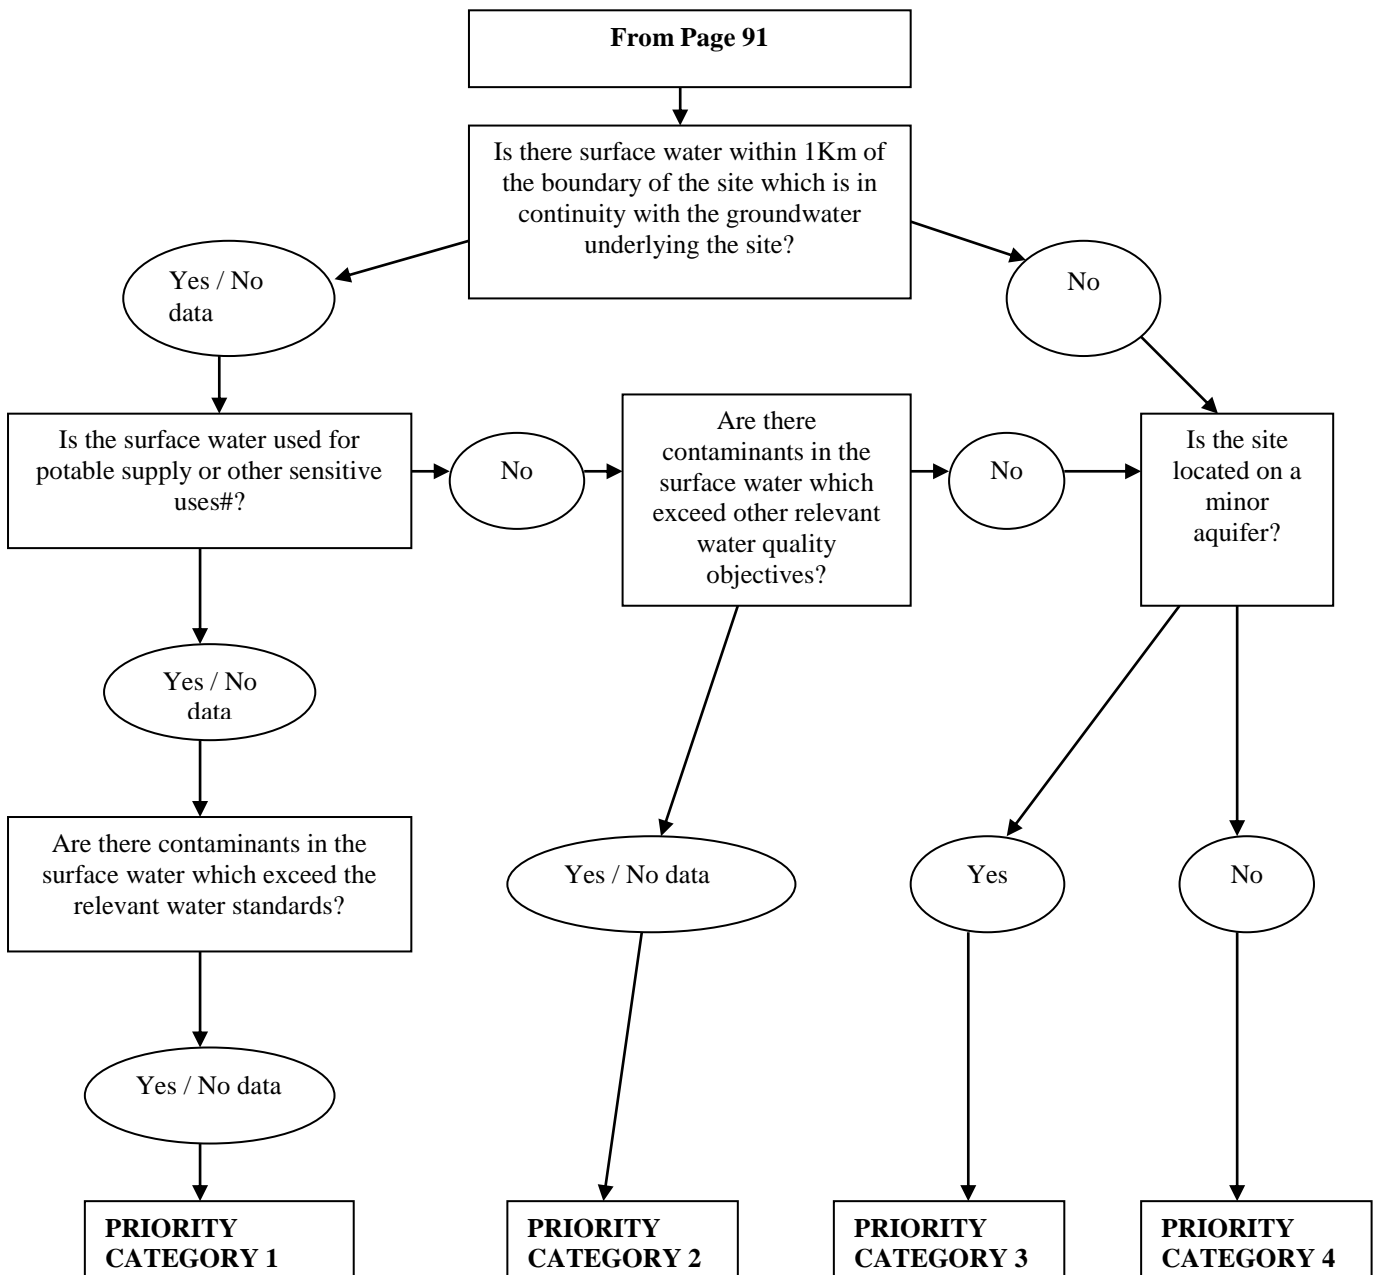 From Page 91
Is there surface water within 1Km of
the boundary of the site which is in
continuity with the groundwater
underlying the site?
Yes / No
data
No
Is the surface water used for
potable supply or other sensitive
uses#?
No
Are there
contaminants in the
surface water which
exceed other relevant
water quality
objectives?
No
Is the site
located on a
minor
aquifer?
Yes / No
data
Are there contaminants in the
surface water which exceed the
relevant water standards?
Yes / No data
Yes
No
Yes / No data
PRIORITY
CATEGORY 1
PRIORITY
CATEGORY 2
PRIORITY
CATEGORY 3
PRIORITY
CATEGORY 4